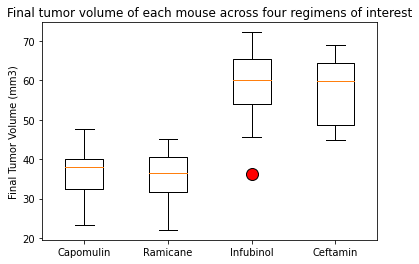 Final tumor volume of each mouse across four regimens of interest
Final Tumor Volume (mm3)
70
60
50
40
30
20
Capomulin Ramicane Infubinol Ceftamin